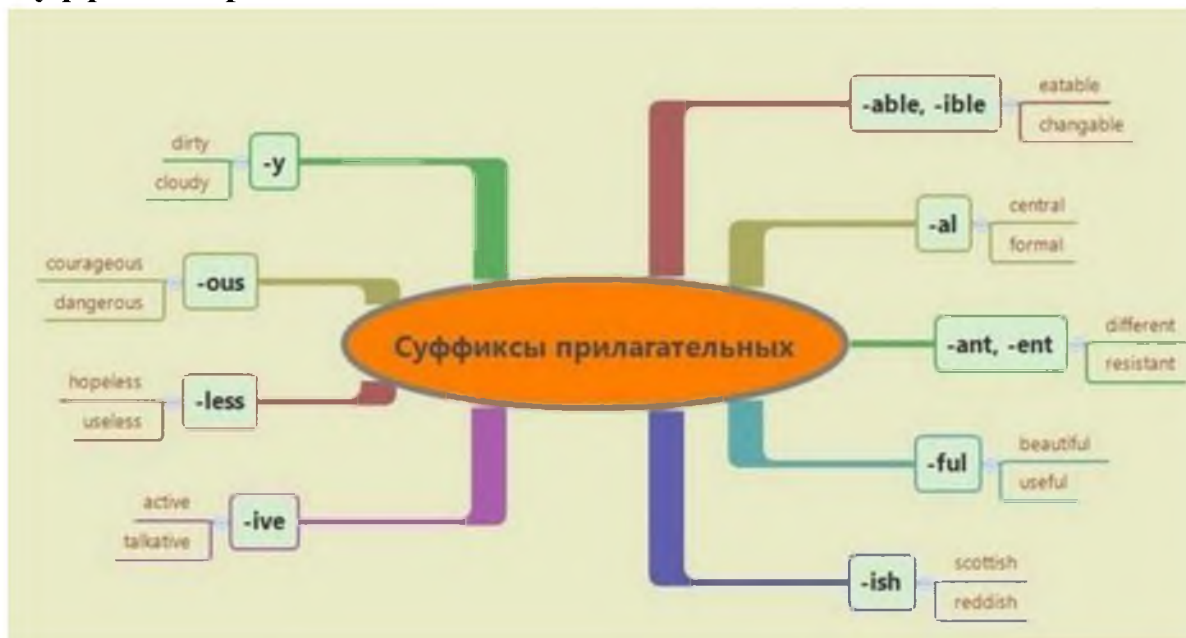 -able, -ible
eatable
changable
dirty
cloudy
-y
-al
central
formal
courageous
dangerous
-ous
Суффиксы прилагательных
-ant, -ent
different
resistant
hopeless
useless
-less
-ful
beautiful
useful
active
talkative
-ive
-ish
scottish
reddish